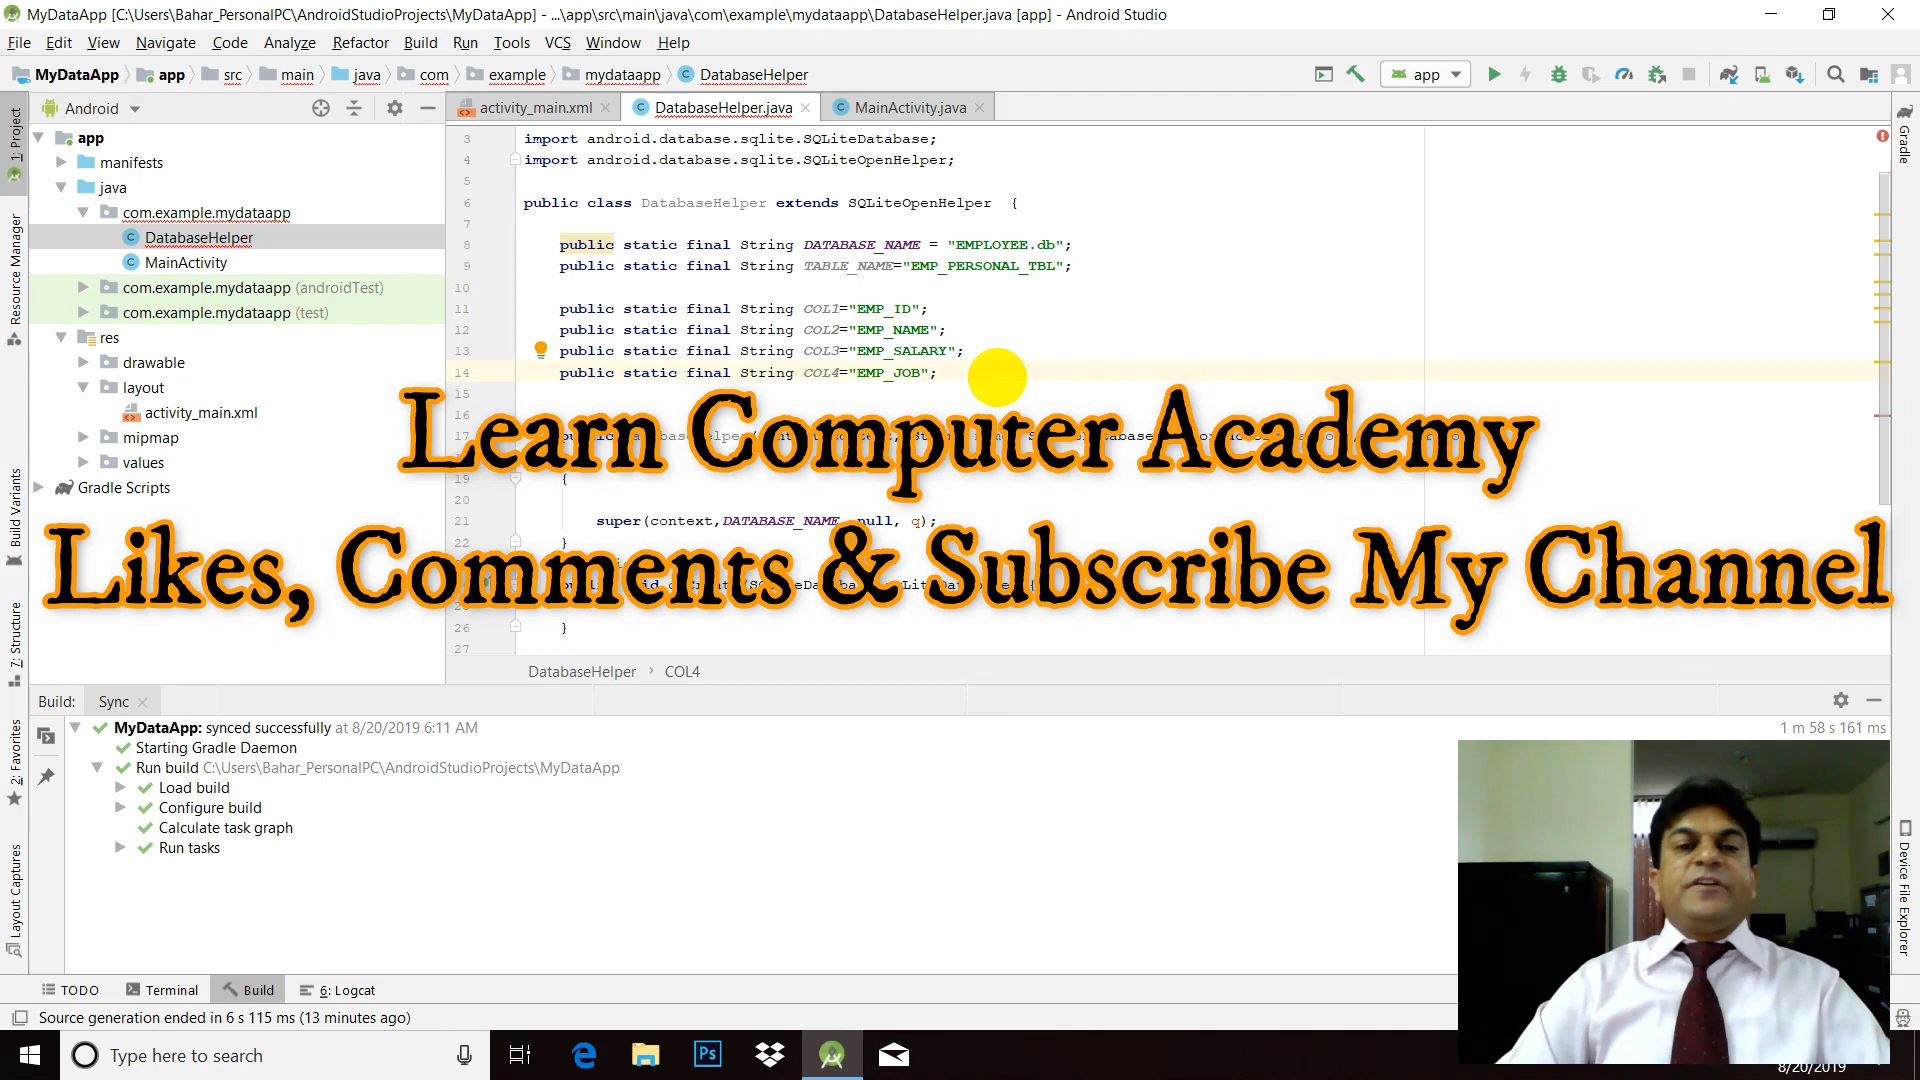 MyDataApp [C:\Users\Bahar_PersonalPC\AndroidStudioProjects\MyDataApp] - ...\app\src\main\java\com\example\mydataapp\DatabaseHelper.java [app] - Android Studio
File Edit View Navigate Code Analyze Refactor Build Run Tools VCS Window Help
MyDataApp app src main java com example mydataapp DatabaseHelper app
Android activity_main.xml DatabaseHelper.java MainActivity.java
1: Project
Resource Manager
Build Variants
7: Structure
2: Favorites
Layout Captures
Gradle
Device File Explorer
app
manifests
java
com.example.mydataapp
DatabaseHelper
MainActivity
com.example.mydataapp (androidTest)
com.example.mydataapp (test)
res
drawable
layout
activity_main.xml
mipmap
values
Gradle Scripts
3 import android.database.sqlite.SQLiteDatabase;
4 import android.database.sqlite.SQLiteOpenHelper;
5
6 public class DatabaseHelper extends SQLiteOpenHelper {
7
8 public static final String DATABASE_NAME = "EMPLOYEE.db";
9 public static final String TABLE_NAME="EMP_PERSONAL_TBL";
10
11 public static final String COL1="EMP_ID";
12 public static final String COL2="EMP_NAME";
13 public static final String COL3="EMP_SALARY";
14 public static final String COL4="EMP_JOB";
15
16
17
Learn Computer Academy
19 {
20
21 super(context,DATABASE_NAME, null, q);
22 }
Likes, Comments & Subscribe My Channel
26 }
27
DatabaseHelper COL4
Build: Sync
MyDataApp: synced successfully at 8/20/2019 6:11 AM 1 m 58 s 161 ms
Starting Gradle Daemon
Run build C:\Users\Bahar_PersonalPC\AndroidStudioProjects\MyDataApp
Load build
Configure build
Calculate task graph
Run tasks
TODO Terminal Build 6: Logcat
Source generation ended in 6 s 115 ms (13 minutes ago)
Type here to search
Ps
8/20/2019